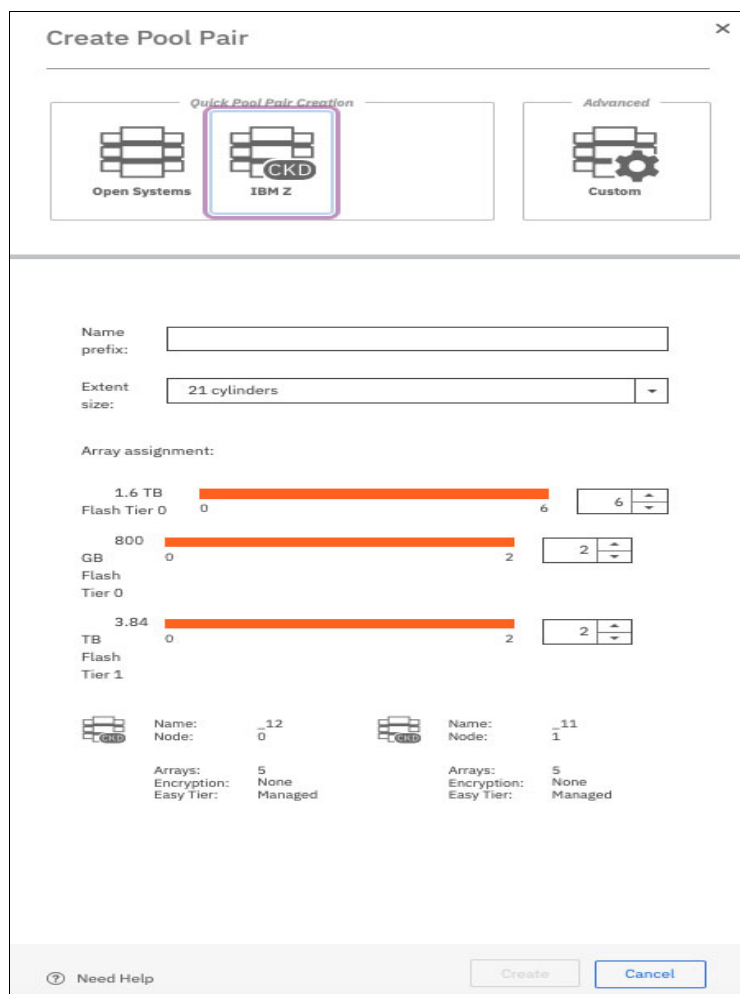 Create Pool Pair
Quick Pool Pair Creation
Advanced
Open Systems
CKD
IBM Z
Custom
Name
prefix:
Extent
size:
21 cylinders
Array assignment:
1.6 TB
Flash Tier 0
0
6
6
800
GB
Flash
Tier 0
0
2
2
3.84
TB
Flash
Tier 1
0
2
2
CKD
Name: _12
Node: 0
Arrays: 5
Encryption: None
Easy Tier: Managed
CKD
Name: _11
Node: 1
Arrays: 5
Encryption: None
Easy Tier: Managed
? Need Help
Create
Cancel